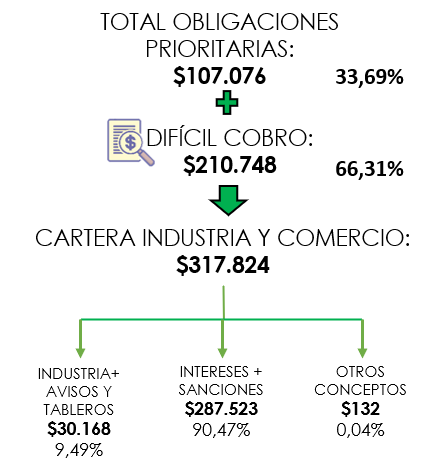 TOTAL OBLIGACIONES
PRIORITARIAS:
$107.076 33,69%
DIFÍCIL COBRO:
$210.748 66,31%
CARTERA INDUSTRIA Y COMERCIO:
$317.824
INDUSTRIA+
AVISOS Y
TABLEROS
$30.168
9,49%
INTERESES +
SANCIONES
$287.523
90,47%
OTROS
CONCEPTOS
$132
0,04%